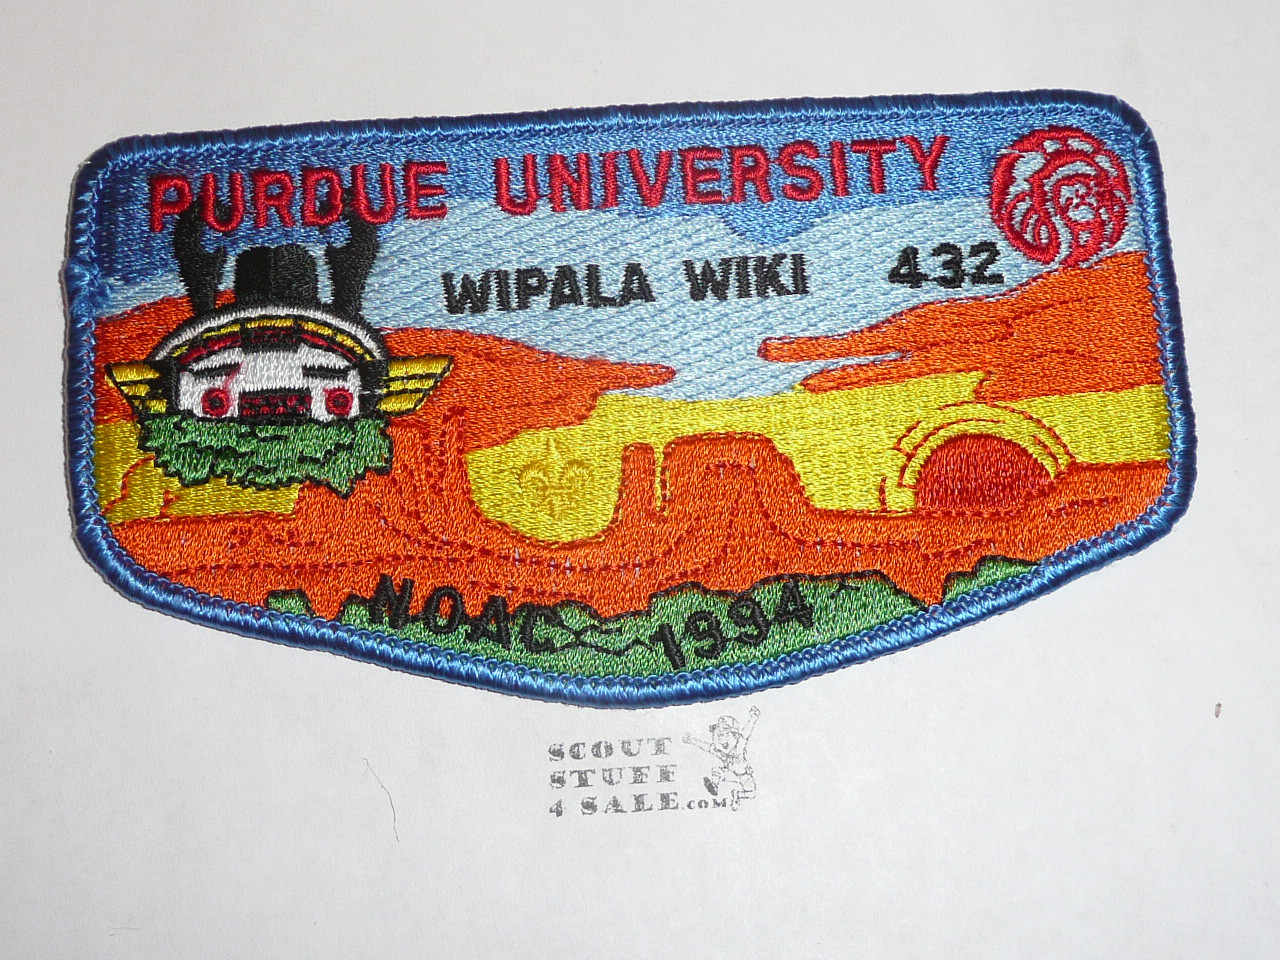 PURDUE UNIVERSITY
WIPALA WIKI 432
NOAC 1994
SCOUT
STUFF
4 SALE.COM